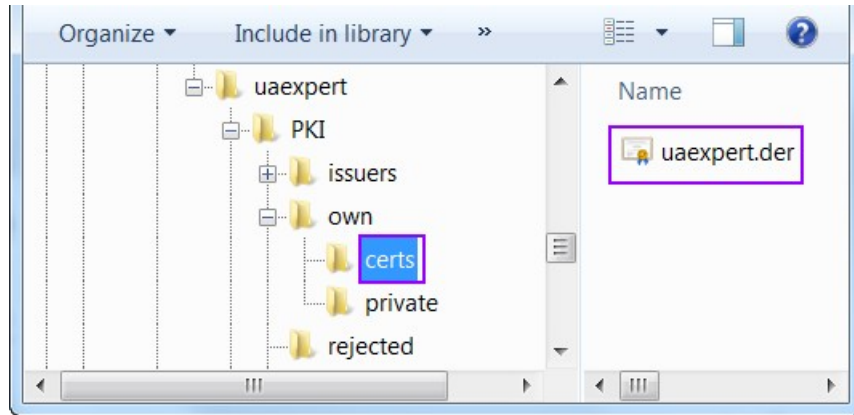 Organize Include in library »
Name
uaexpert
PKI
issuers
own
certs
private
rejected
uaexpert.der